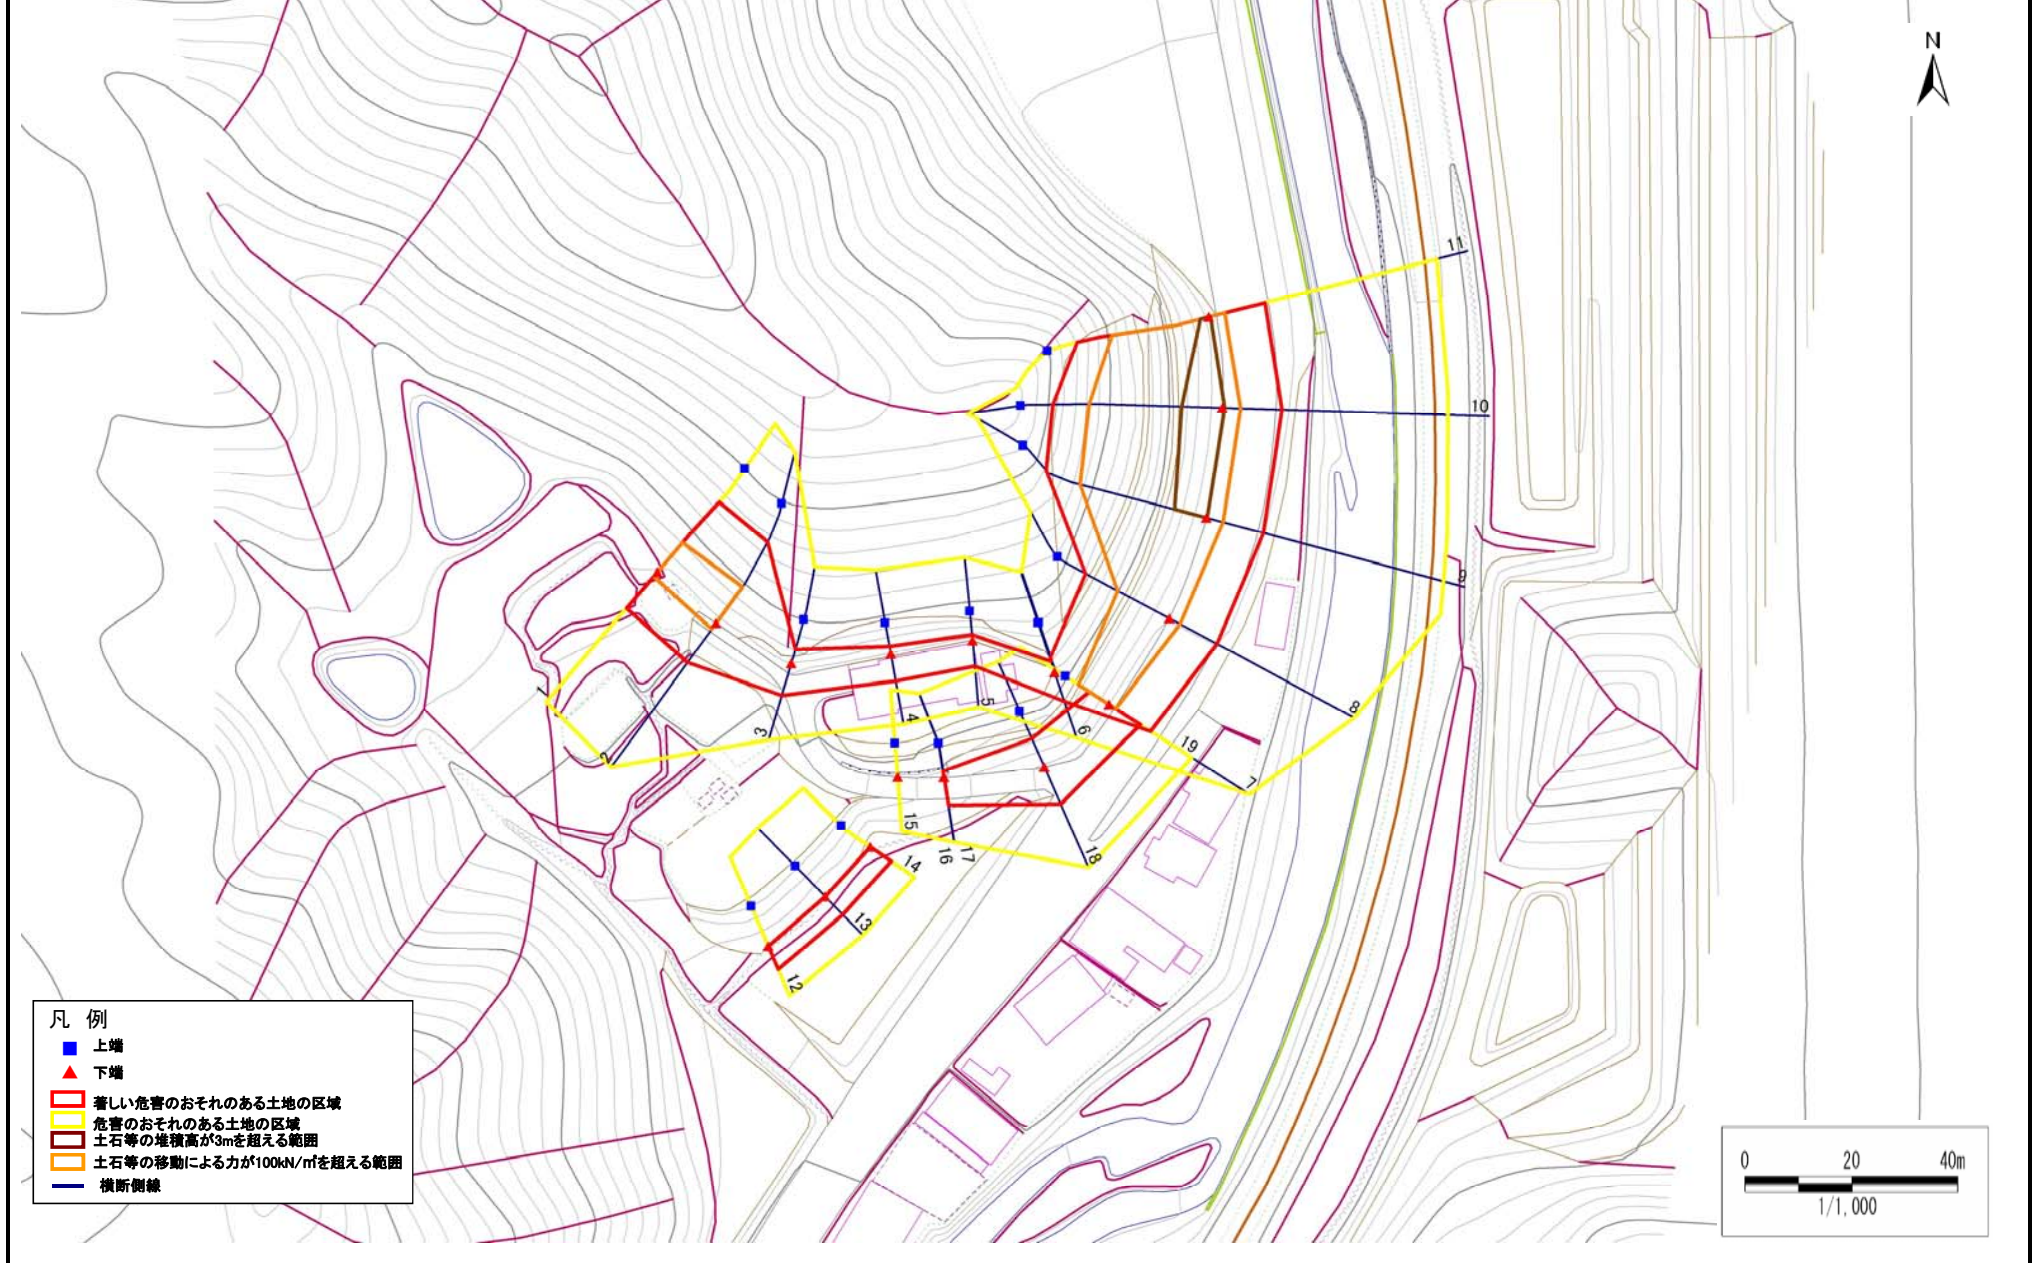 N
11
10
9
8
7
19
6
5
4
3
2
1
15
16
17
18
14
13
12
凡 例
上端
下端
著しい危害のおそれのある土地の区域
危害のおそれのある土地の区域
土石等の堆積高が3mを超える範囲
土石等の移動による力が100kN/㎡を超える範囲
横断側線
0 20 40m
1/1,000